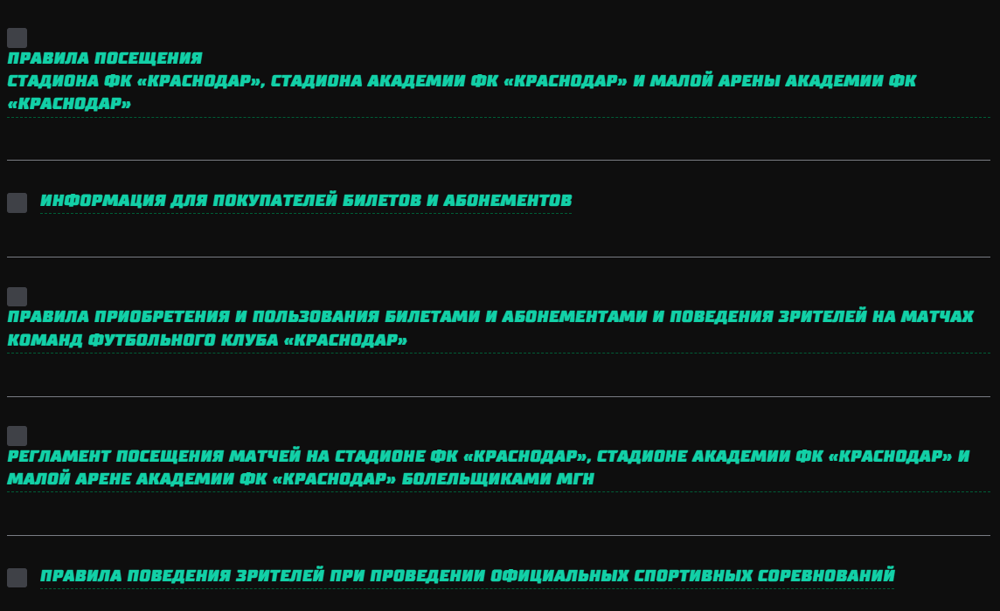 ПРАВИЛА ПОСЕЩЕНИЯ
СТАДИОНА ФК «КРАСНОДАР», СТАДИОНА АКАДЕМИИ ФК «КРАСНОДАР» И МАЛОЙ АРЕНЫ АКАДЕМИИ ФК
«КРАСНОДАР»
ИНФОРМАЦИЯ ДЛЯ ПОКУПАТЕЛЕЙ БИЛЕТОВ И АБОНЕМЕНТОВ
ПРАВИЛА ПРИОБРЕТЕНИЯ И ПОЛЬЗОВАНИЯ БИЛЕТАМИ И АБОНЕМЕНТАМИ И ПОВЕДЕНИЯ ЗРИТЕЛЕЙ НА МАТЧАХ
КОМАНД ФУТБОЛЬНОГО КЛУБА «КРАСНОДАР»
РЕГЛАМЕНТ ПОСЕЩЕНИЯ МАТЧЕЙ НА СТАДИОНЕ ФК «КРАСНОДАР», СТАДИОНЕ АКАДЕМИИ ФК «КРАСНОДАР» И
МАЛОЙ АРЕНЕ АКАДЕМИИ ФК «КРАСНОДАР» БОЛЕЛЬЩИКАМИ МГН
ПРАВИЛА ПОВЕДЕНИЯ ЗРИТЕЛЕЙ ПРИ ПРОВЕДЕНИИ ОФИЦИАЛЬНЫХ СПОРТИВНЫХ СОРЕВНОВАНИЙ